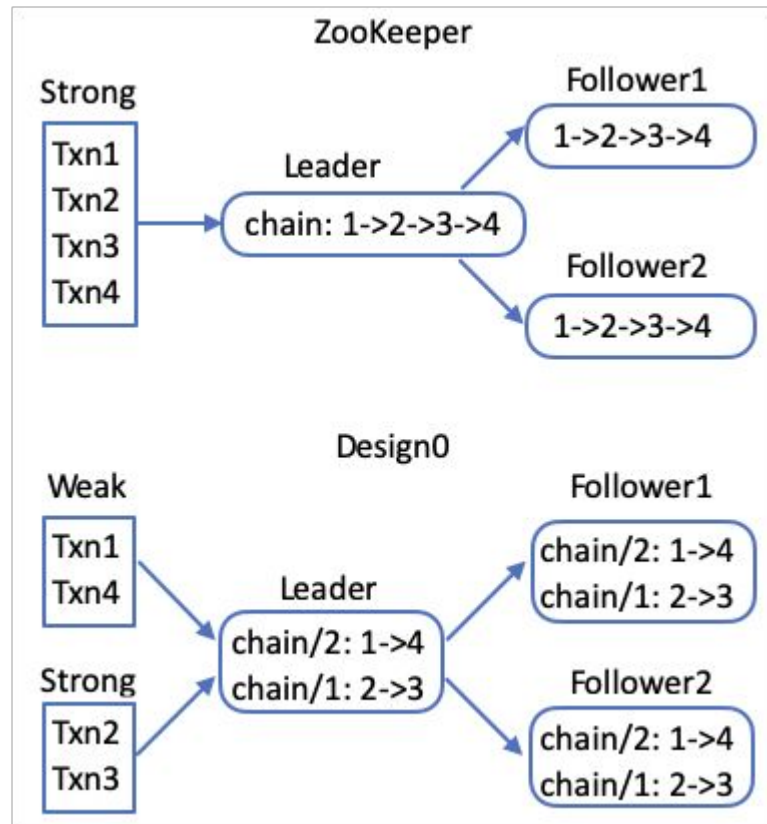 ZooKeeper
Strong
Txn1
Txn2
Txn3
Txn4
Leader
chain: 1->2->3->4
Follower1
1->2->3->4
Follower2
1->2->3->4
Design0
Weak
Txn1
Txn4
Strong
Txn2
Txn3
Leader
chain/2: 1->4
chain/1: 2->3
Follower1
chain/2: 1->4
chain/1: 2->3
Follower2
chain/2: 1->4
chain/1: 2->3